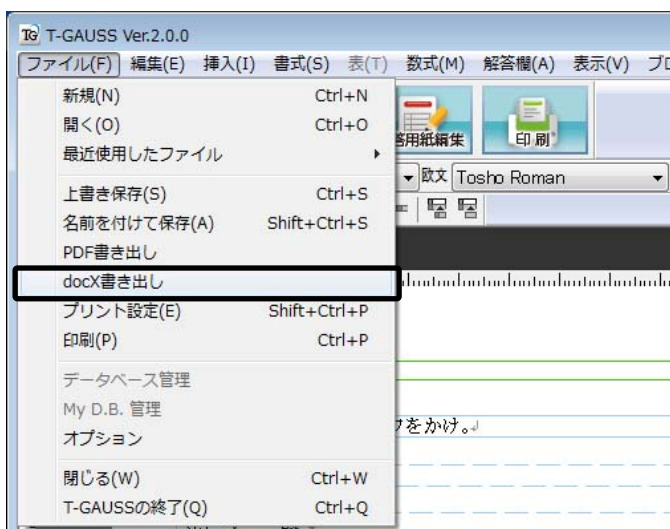 T-GAUSS Ver.2.0.0
ファイル(F) 編集(E) 挿入(I) 書式(S) 表(T) 数式(M) 解答欄(A) 表示(V)
新規(N) Ctrl+N
開く(O) Ctrl+O
最近使用したファイル
用紙編集 印刷
上書き保存(S) Ctrl+S
欧文 Tosho Roman
名前を付けて保存(A) Shift+Ctrl+S
PDF書き出し
docX書き出し
プリント設定(E) Shift+Ctrl+P
印刷(P) Ctrl+P
データベース管理
My D.B. 管理
をかけ。
オプション
閉じる(W) Ctrl+W
T-GAUSSの終了(Q) Ctrl+Q